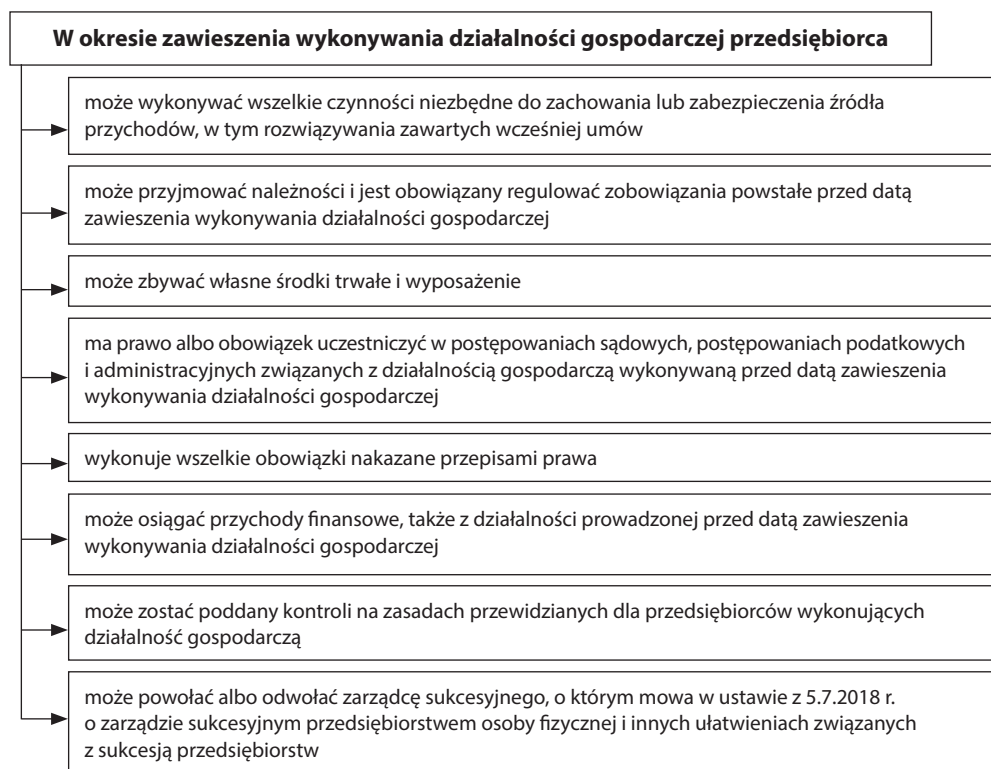 W okresie zawieszenia wykonywania działalności gospodarczej przedsiębiorca
może wykonywać wszelkie czynności niezbędne do zachowania lub zabezpieczenia źródła
przychodów, w tym rozwiązywania zawartych wcześniej umów
może przyjmować należności i jest obowiązany regulować zobowiązania powstałe przed datą
zawieszenia wykonywania działalności gospodarczej
może zbywać własne środki trwałe i wyposażenie
ma prawo albo obowiązek uczestniczyć w postępowaniach sądowych, postępowaniach podatkowych
i administracyjnych związanych z działalnością gospodarczą wykonywaną przed datą zawieszenia
wykonywania działalności gospodarczej
wykonuje wszelkie obowiązki nakazane przepisami prawa
może osiągać przychody finansowe, także z działalności prowadzonej przed datą zawieszenia
wykonywania działalności gospodarczej
może zostać poddany kontroli na zasadach przewidzianych dla przedsiębiorców wykonujących
działalność gospodarczą
może powołać albo odwołać zarządcę sukcesyjnego, o którym mowa w ustawie z 5.7.2018 r.
o zarządzie sukcesyjnym przedsiębiorstwem osoby fizycznej i innych ułatwieniach związanych
z sukcesją przedsiębiorstw